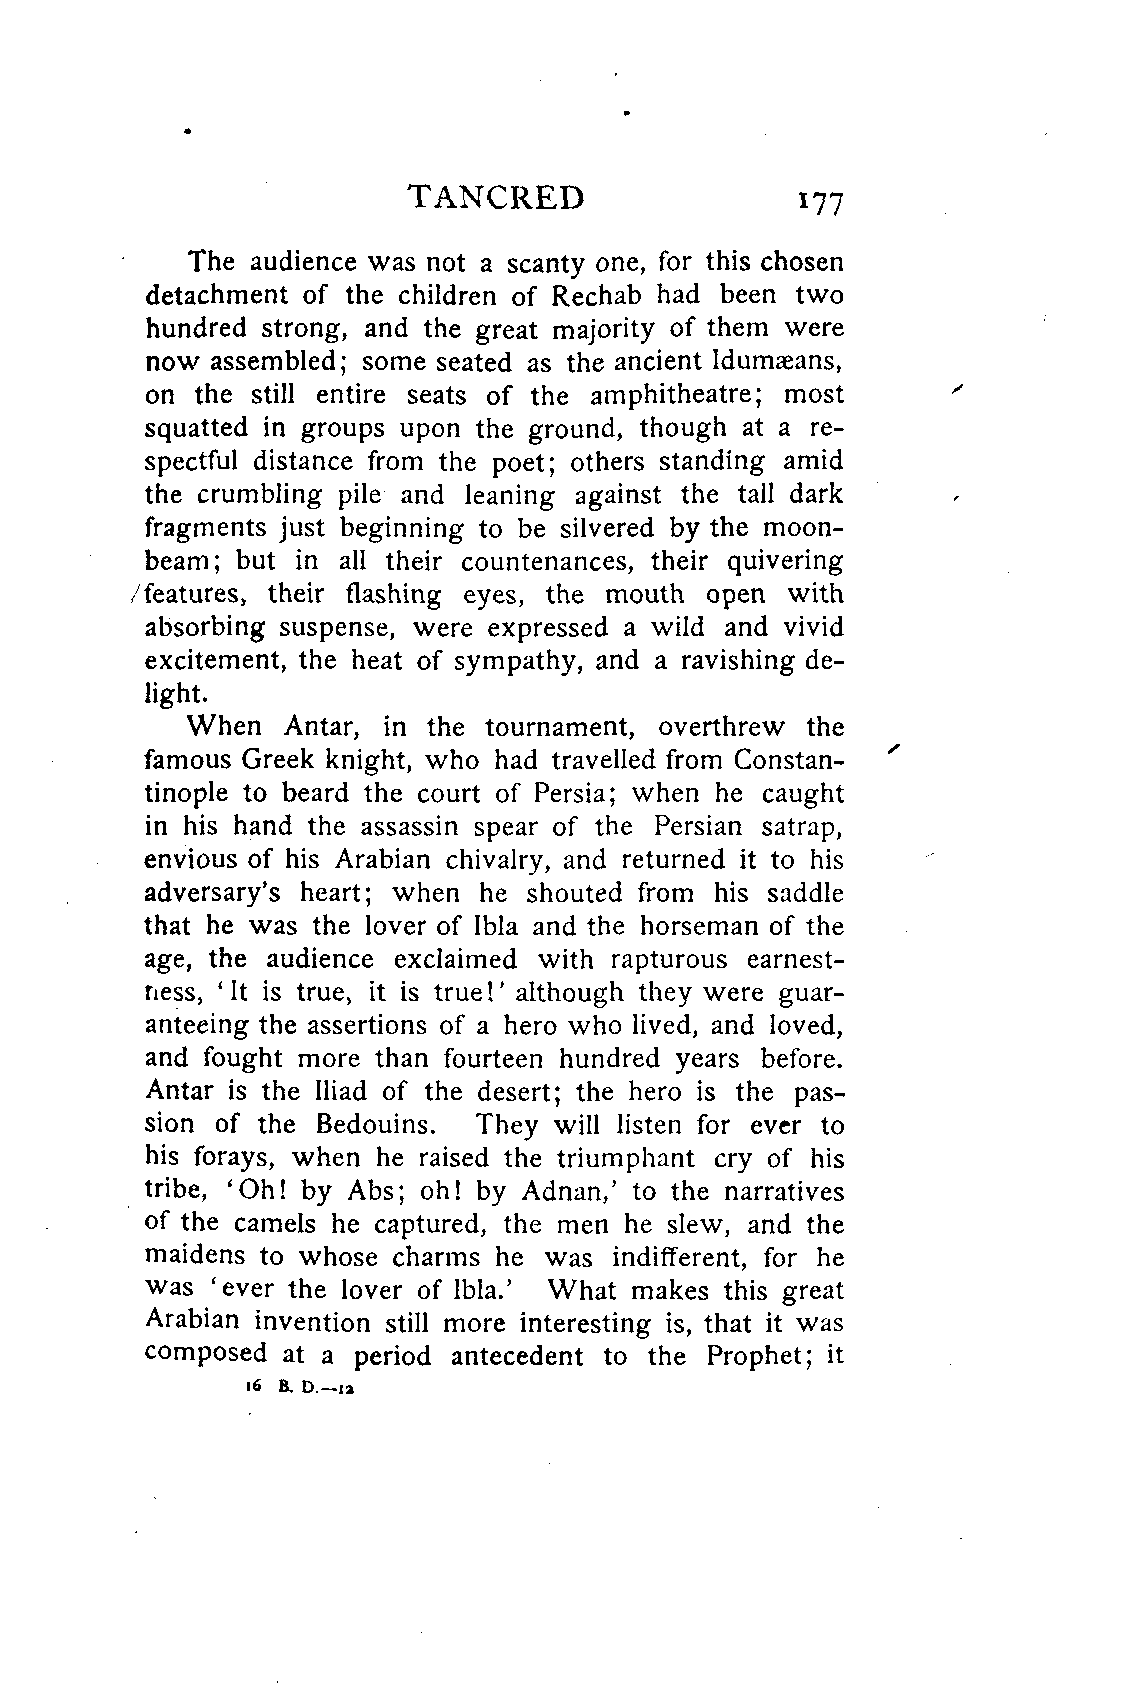 TANCRED 177
The audience was not a scanty one, for this chosen
detachment of the children of Rechab had been two
hundred strong, and the great majority of them were
now assembled; some seated as the ancient Idumæans,
on the still entire seats of the amphitheatre; most
squatted in groups upon the ground, though at a re-
spectful distance from the poet; others standing amid
the crumbling pile and leaning against the tall dark
fragments just beginning to be silvered by the moon-
beam; but in all their countenances, their quivering
features, their flashing eyes, the mouth open with
absorbing suspense, were expressed a wild and vivid
excitement, the heat of sympathy, and a ravishing de-
light.
When Antar, in the tournament, overthrew the
famous Greek knight, who had travelled from Constan-
tinople to beard the court of Persia; when he caught
in his hand the assassin spear of the Persian satrap,
envious of his Arabian chivalry, and returned it to his
adversary's heart; when he shouted from his saddle
that he was the lover of Ibla and the horseman of the
age, the audience exclaimed with rapturous earnest-
ness, 'It is true, it is true!' although they were guar-
anteeing the assertions of a hero who lived, and loved,
and fought more than fourteen hundred years before.
Antar is the Iliad of the desert; the hero is the pas-
sion of the Bedouins. They will listen for ever to
his forays, when he raised the triumphant cry of his
tribe, 'Oh! by Abs; oh! by Adnan,' to the narratives
of the camels he captured, the men he slew, and the
maidens to whose charms he was indifferent, for he
was 'ever the lover of Ibla.' What makes this great
Arabian invention still more interesting is, that it was
composed at a period antecedent to the Prophet; it
16 B. D.—12